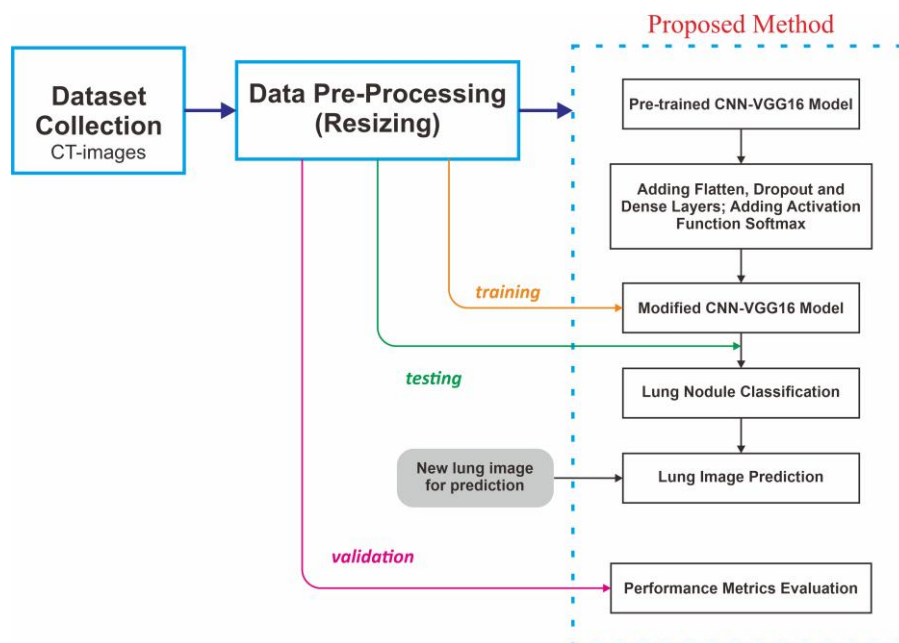 Proposed Method
Dataset
Collection
CT-images
Data Pre-Processing
(Resizing)
Pre-trained CNN-VGG16 Model
Adding Flatten, Dropout and
Dense Layers; Adding Activation
Function Softmax
training
Modified CNN-VGG16 Model
testing
Lung Nodule Classification
New lung image
for prediction
Lung Image Prediction
validation
Performance Metrics Evaluation